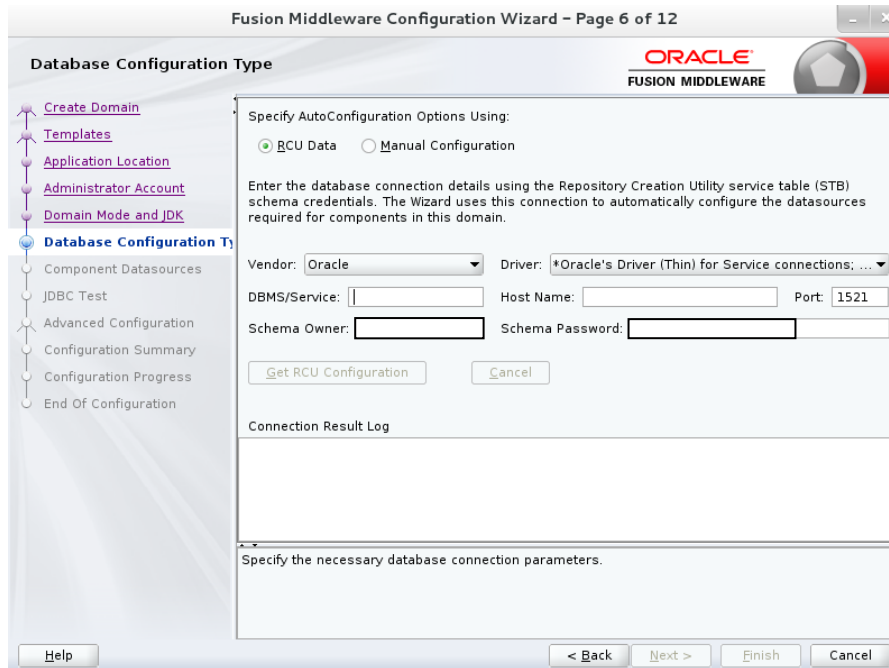 Fusion Middleware Configuration Wizard – Page 6 of 12
Database Configuration Type
ORACLE
FUSION MIDDLEWARE
Create Domain
Templates
Application Location
Administrator Account
Domain Mode and JDK
Database Configuration Ty
Component Datasources
JDBC Test
Advanced Configuration
Configuration Summary
Configuration Progress
End Of Configuration
Specify AutoConfiguration Options Using:
RCU Data Manual Configuration
Enter the database connection details using the Repository Creation Utility service table (STB)
schema credentials. The Wizard uses this connection to automatically configure the datasources
required for components in this domain.
Vendor: Oracle Driver: *Oracle's Driver (Thin) for Service connections; ...
DBMS/Service: Host Name: Port: 1521
Schema Owner: Schema Password:
Get RCU Configuration Cancel
Connection Result Log
Specify the necessary database connection parameters.
Help < Back Next > Finish Cancel